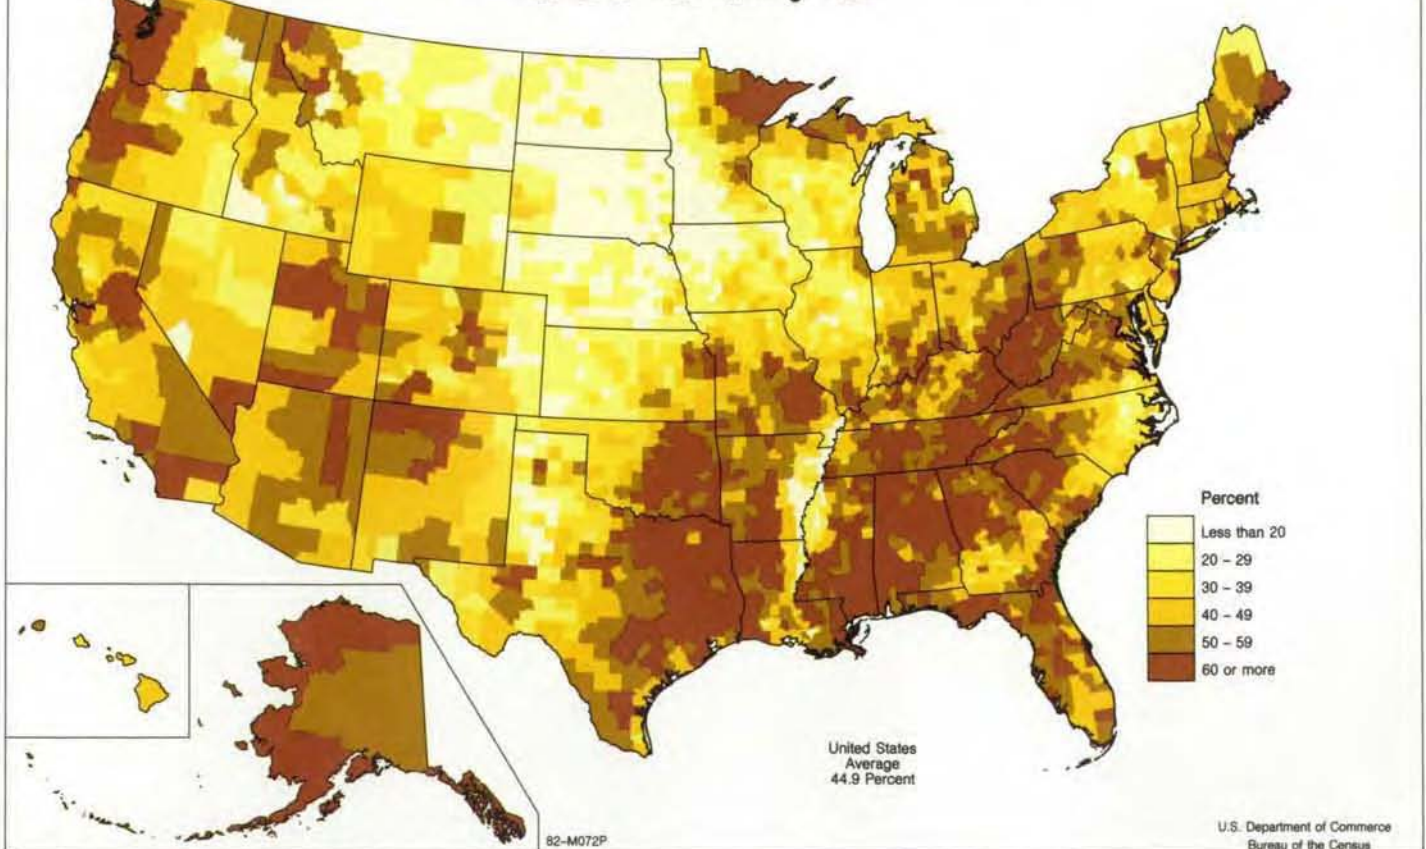 Percent
Less than 20
20 – 29
30 – 39
40 – 49
50 – 59
60 or more
United States
Average
44.9 Percent
82-M072P
U.S. Department of Commerce
Bureau of the Census